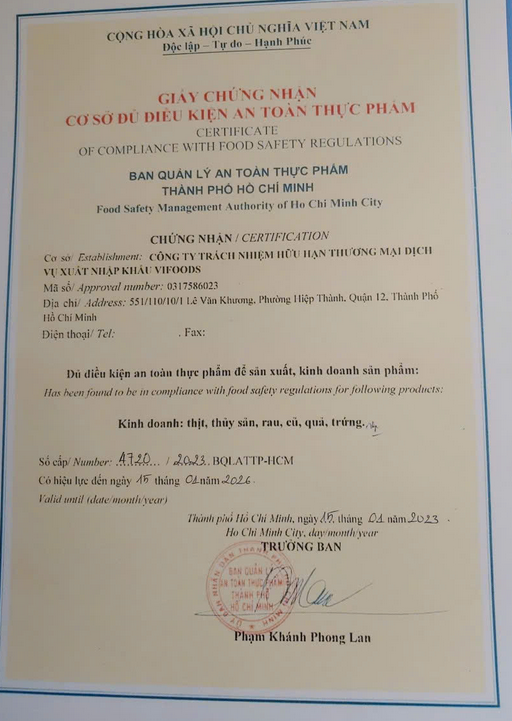 CỘNG HÒA XÃ HỘI CHỦ NGHĨA VIỆT NAM
Độc lập – Tự do – Hạnh Phúc
GIẤY CHỨNG NHẬN
CƠ SỞ ĐỦ ĐIỀU KIỆN AN TOÀN THỰC PHẨM
CERTIFICATE
OF COMPLIANCE WITH FOOD SAFETY REGULATIONS
BAN QUẢN LÝ AN TOÀN THỰC PHẨM
THÀNH PHỐ HỒ CHÍ MINH
Food Safety Management Authority of Ho Chi Minh City
CHỨNG NHẬN / CERTIFICATION
Cơ sở/ Establishment: CÔNG TY TRÁCH NHIỆM HỮU HẠN THƯƠNG MẠI DỊCH
VỤ XUẤT NHẬP KHẨU VIFOODS
Mã số/ Approval number: 0317586023
Địa chỉ/ Address: 551/110/10/1 Lê Văn Khương, Phường Hiệp Thành, Quận 12, Thành Phố
Hồ Chí Minh
Điện thoại/ Tel: . Fax:
Đủ điều kiện an toàn thực phẩm để sản xuất, kinh doanh sản phẩm:
Has been found to be in compliance with food safety regulations for following products:
Kinh doanh: thịt, thủy sản, rau, củ, quả, trứng.
Số cấp/ Number: 4720... / 2023. BQLATTP-HCM
Có hiệu lực đến ngày 15 tháng 01 năm 2026.
Valid until (date/month/year)
Thành phố Hồ Chí Minh, ngày 15. tháng 01 năm 2023.
Ho Chi Minh City, day/month/year
TRƯỞNG BAN
BAN QUẢN LÝ
AN TOÀN THỰC PHẨM
THÀNH PHỐ
HỒ CHÍ MINH
Phạm Khánh Phong Lan